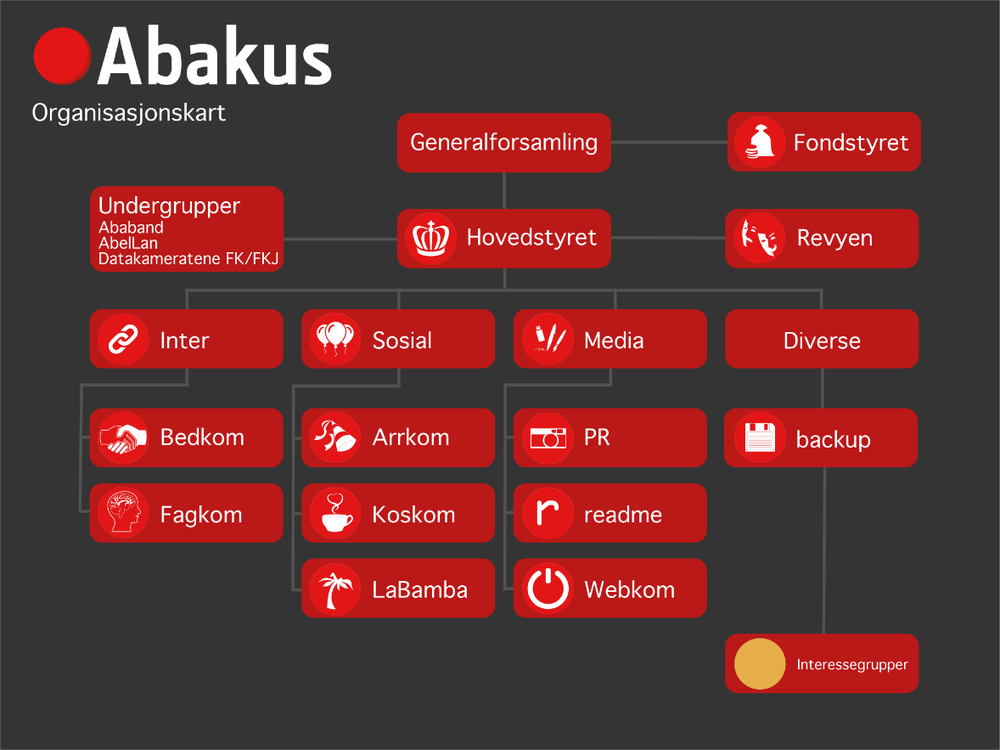 Abakus
Organisasjonskart
Generalforsamling
Fondstyret
Undergrupper
Ababand
AbelLan
Datakameratene FK/FKJ
Hovedstyret
Revyen
Inter
Sosial
Media
Diverse
Bedkom
Arrkom
PR
backup
Fagkom
Koskom
r
readme
LaBamba
Webkom
Interessegrupper